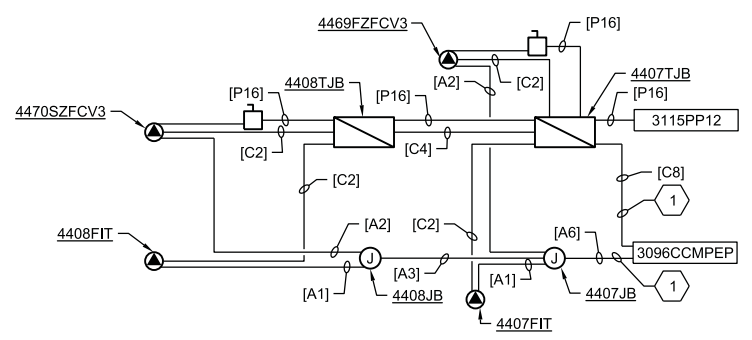 4469FZFCV3
[P16]
4408TJB
[A2]
[C2]
4407TJB
[P16]
[P16]
[P16]
4470SZFCV3
3115PP12
[C2]
[C4]
[C2]
[C8]
1
[A2]
[C2]
4408FIT
[A6]
J
J
3096CCMPEP
[A1]
[A3]
[A1]
1
4408JB
4407JB
4407FIT